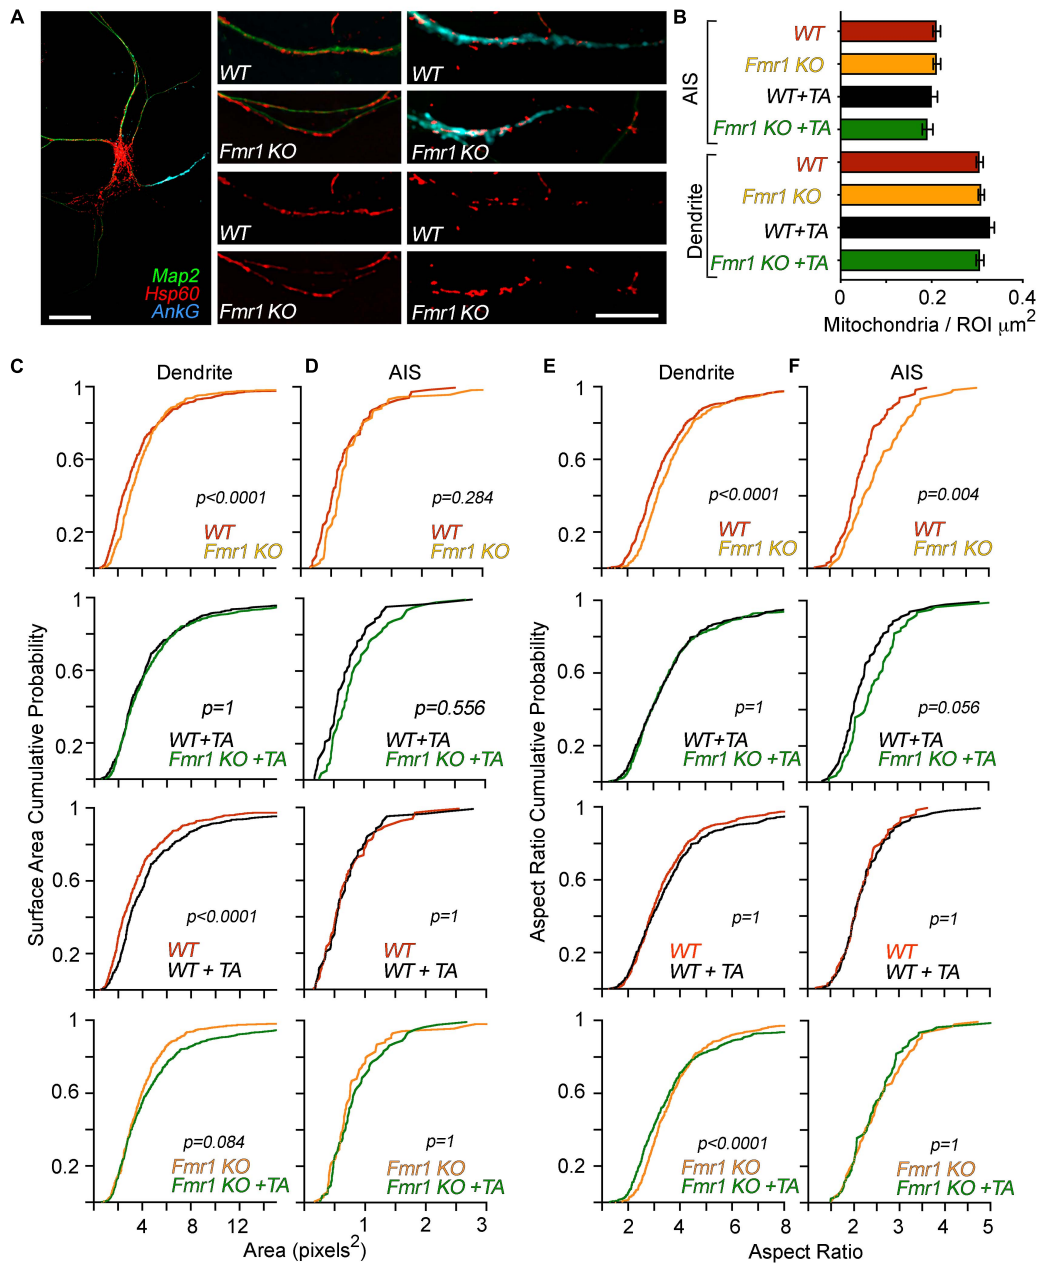 A
Map2
Hsp60
AnkG
WT
WT
Fmr1 KO
Fmr1 KO
WT
WT
Fmr1 KO
Fmr1 KO
B
AIS
WT
Fmr1 KO
WT+TA
Fmr1 KO +TA
Dendrite
WT
Fmr1 KO
WT+TA
Fmr1 KO +TA
0 0.2 0.4
Mitochondria / ROI μm2
C
Dendrite
D
AIS
E
Dendrite
F
AIS
Surface Area Cumulative Probability
Aspect Ratio Cumulative Probability
1
0.6
0.2
p<0.0001
WT
Fmr1 KO
p=0.284
WT
Fmr1 KO
1
0.6
0.2
p<0.0001
WT
Fmr1 KO
p=0.004
WT
Fmr1 KO
1
0.6
0.2
p=1
WT+TA
Fmr1 KO +TA
p=0.556
WT+TA
Fmr1 KO +TA
1
0.6
0.2
p=1
WT+TA
Fmr1 KO +TA
p=0.056
WT+TA
Fmr1 KO +TA
1
0.6
0.2
p<0.0001
WT
WT + TA
p=1
WT
WT + TA
1
0.6
0.2
p=1
WT
WT + TA
p=1
WT
WT + TA
1
0.6
0.2
p=0.084
Fmr1 KO
Fmr1 KO +TA
p=1
Fmr1 KO
Fmr1 KO +TA
1
0.6
0.2
p<0.0001
Fmr1 KO
Fmr1 KO +TA
p=1
Fmr1 KO
Fmr1 KO +TA
4 8 12
1 2 3
2 4 6 8
2 3 4 5
Area (pixels2)
Aspect Ratio